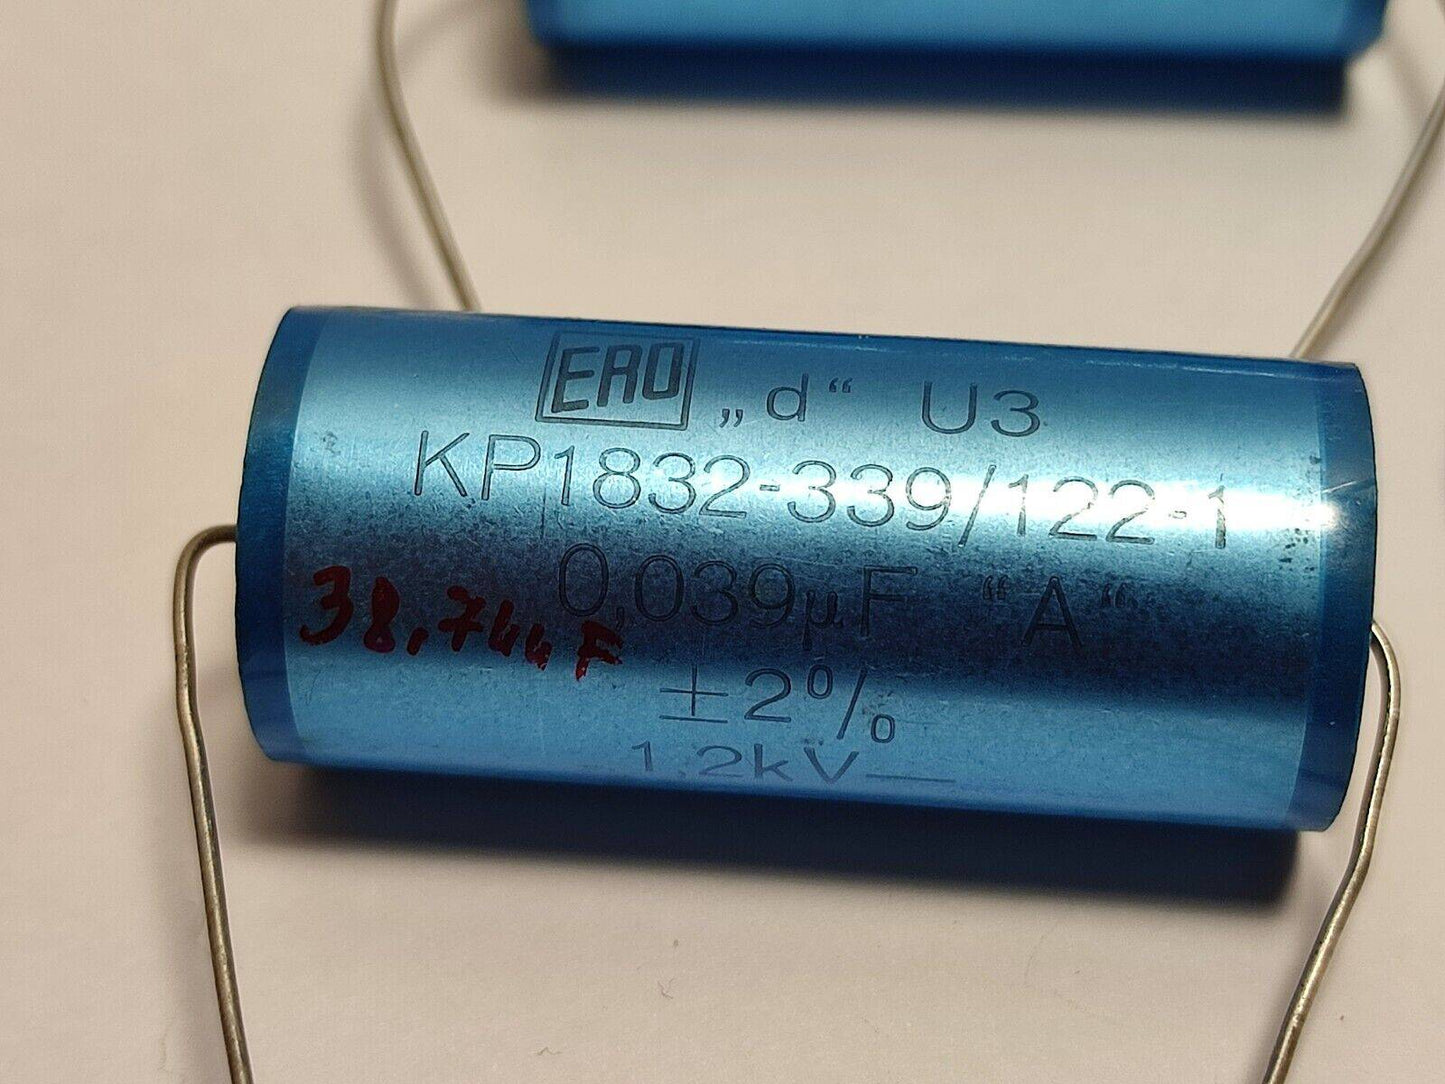 ERO „d“ U3
KP1832-339/122-1
0,039µF "A"
38,74nF
±2%
1,2kV—